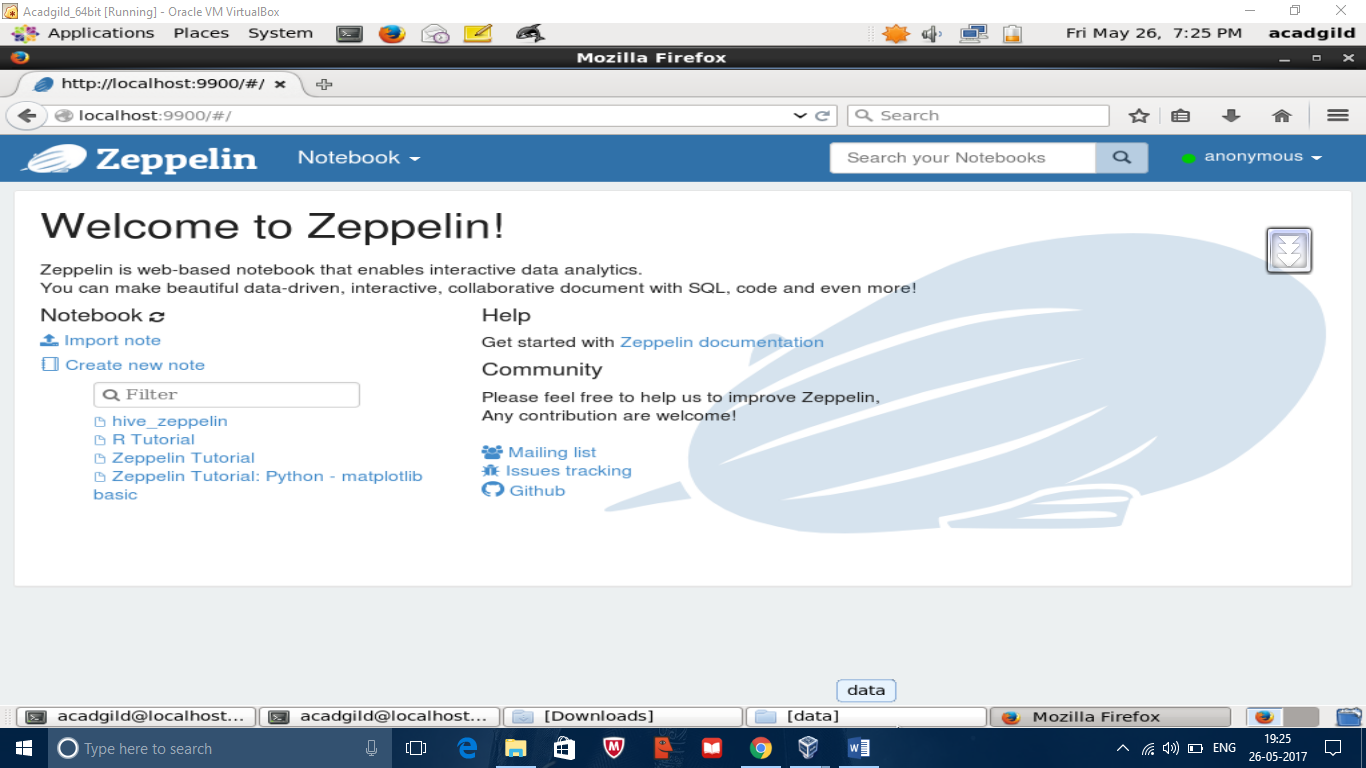 Acadgild_64bit [Running] - Oracle VM VirtualBox
Applications Places System Fri May 26, 7:25 PM acadgild
Mozilla Firefox
http://localhost:9900/#/
localhost:9900/#/ Search
Zeppelin Notebook Search your Notebooks anonymous
Welcome to Zeppelin!
Zeppelin is web-based notebook that enables interactive data analytics.
You can make beautiful data-driven, interactive, collaborative document with SQL, code and even more!
Notebook
Import note
Create new note
Filter
hive_zeppelin
R Tutorial
Zeppelin Tutorial
Zeppelin Tutorial: Python - matplotlib
basic
Help
Get started with Zeppelin documentation
Community
Please feel free to help us to improve Zeppelin,
Any contribution are welcome!
Mailing list
Issues tracking
Github
data
acadgild@localhost... acadgild@localhost... [Downloads] [data] Mozilla Firefox
Type here to search ENG 19:25
26-05-2017